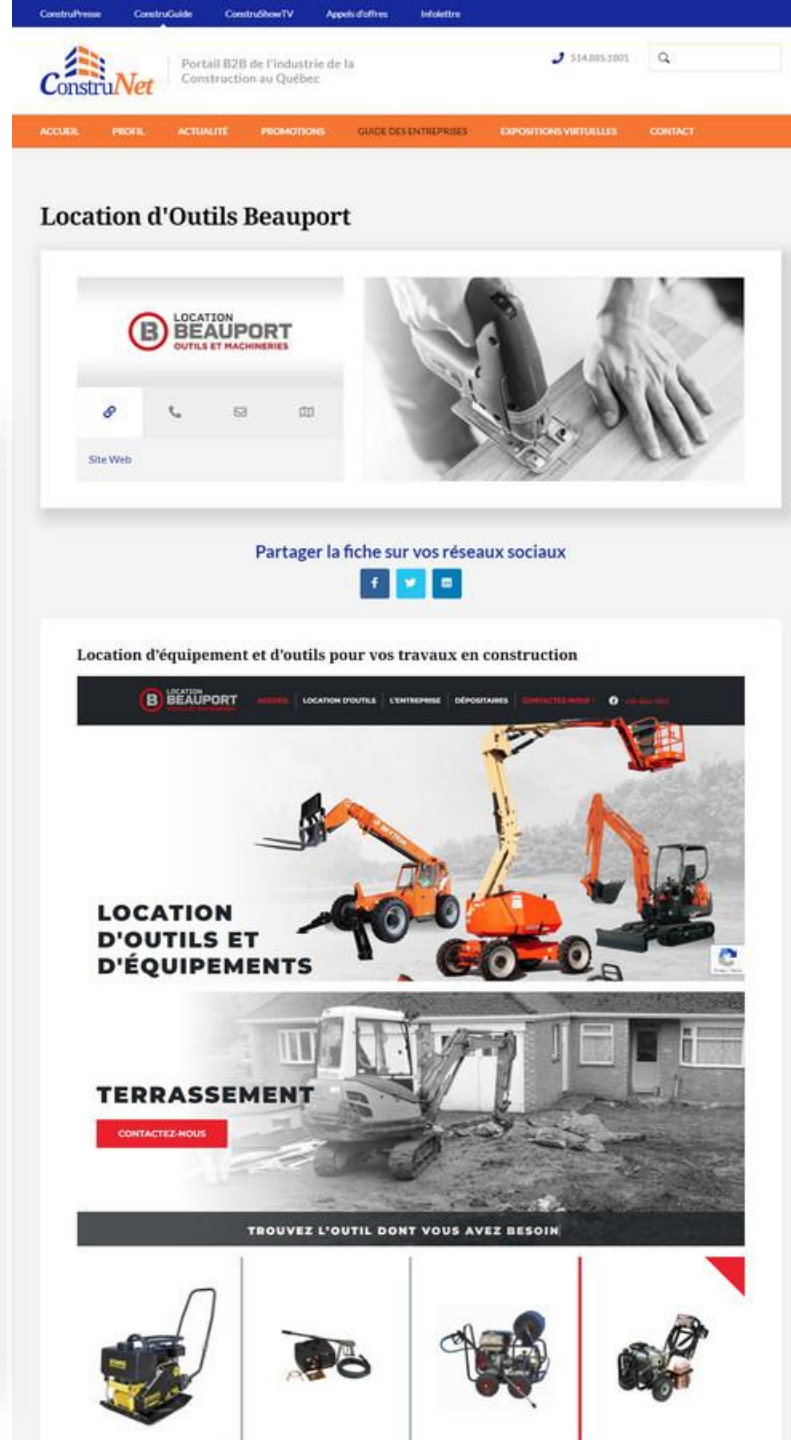 ConstruPresse ConstruGuide ConstruShowTV Appels d'offres Infolettre
ConstruNet
Portail B2B de l'industrie de la
Construction au Québec
514.885.1801
ACCUEIL PROFIL ACTUALITÉ PROMOTIONS GUIDE DES ENTREPRISES EXPOSITIONS VIRTUELLES CONTACT
Location d'Outils Beauport
B LOCATION
BEAUPORT
OUTILS ET MACHINERIES
Site Web
Partager la fiche sur vos réseaux sociaux
Location d'équipement et d'outils pour vos travaux en construction
B LOCATION
BEAUPORT
OUTILS ET MACHINERIES
ACCUEIL LOCATION D'OUTILS L'ENTREPRISE DÉPOSITAIRES CONTACTEZ-NOUS !
LOCATION
D'OUTILS ET
D'ÉQUIPEMENTS
TERRASSEMENT
CONTACTEZ-NOUS
TROUVEZ L'OUTIL DONT VOUS AVEZ BESOIN